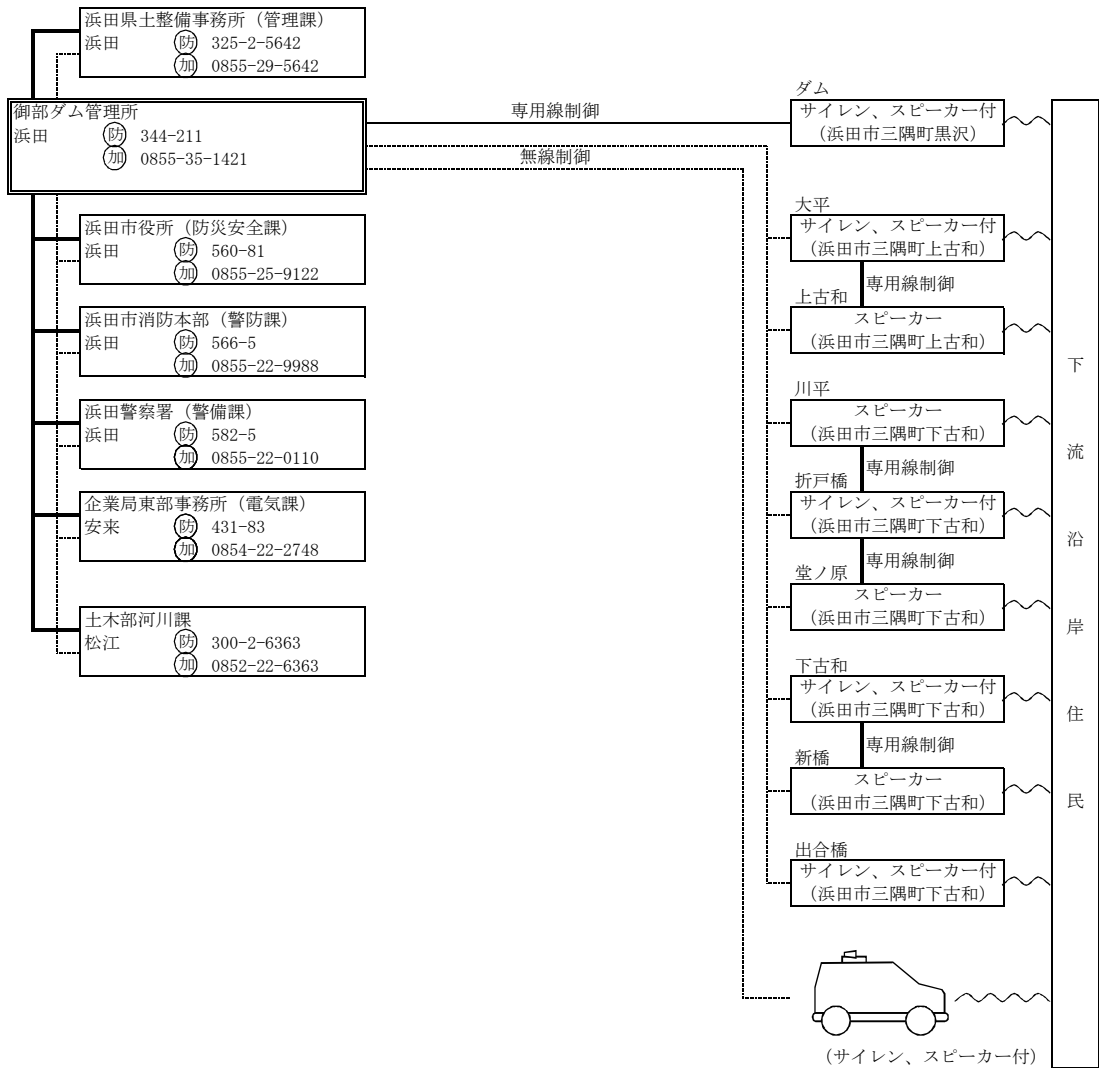 浜田県土整備事務所（管理課）
浜田 防 325-2-5642
加 0855-29-5642
御部ダム管理所
浜田 防 344-211
加 0855-35-1421
浜田市役所（防災安全課）
浜田 防 560-81
加 0855-25-9122
浜田市消防本部（警防課）
浜田 防 566-5
加 0855-22-9988
浜田警察署（警備課）
浜田 防 582-5
加 0855-22-0110
企業局東部事務所（電気課）
安来 防 431-83
加 0854-22-2748
土木部河川課
松江 防 300-2-6363
加 0852-22-6363
専用線制御
無線制御
ダム
サイレン、スピーカー付
（浜田市三隅町黒沢）
大平
サイレン、スピーカー付
（浜田市三隅町上古和）
専用線制御
上古和
スピーカー
（浜田市三隅町上古和）
川平
スピーカー
（浜田市三隅町下古和）
専用線制御
折戸橋
サイレン、スピーカー付
（浜田市三隅町下古和）
専用線制御
堂ノ原
スピーカー
（浜田市三隅町下古和）
下古和
サイレン、スピーカー付
（浜田市三隅町下古和）
専用線制御
新橋
スピーカー
（浜田市三隅町下古和）
出合橋
サイレン、スピーカー付
（浜田市三隅町下古和）
（サイレン、スピーカー付）
下流沿岸住民